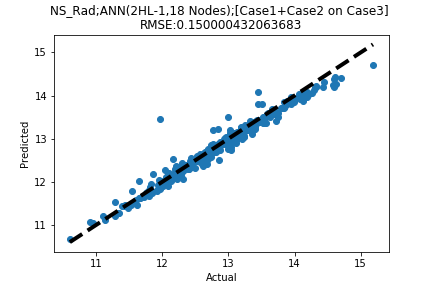 NS_Rad;ANN(2HL-1,18 Nodes);[Case1+Case2 on Case3]
RMSE:0.150000432063683
15
14
13
12
11
Predicted
11
12
13
14
15
Actual